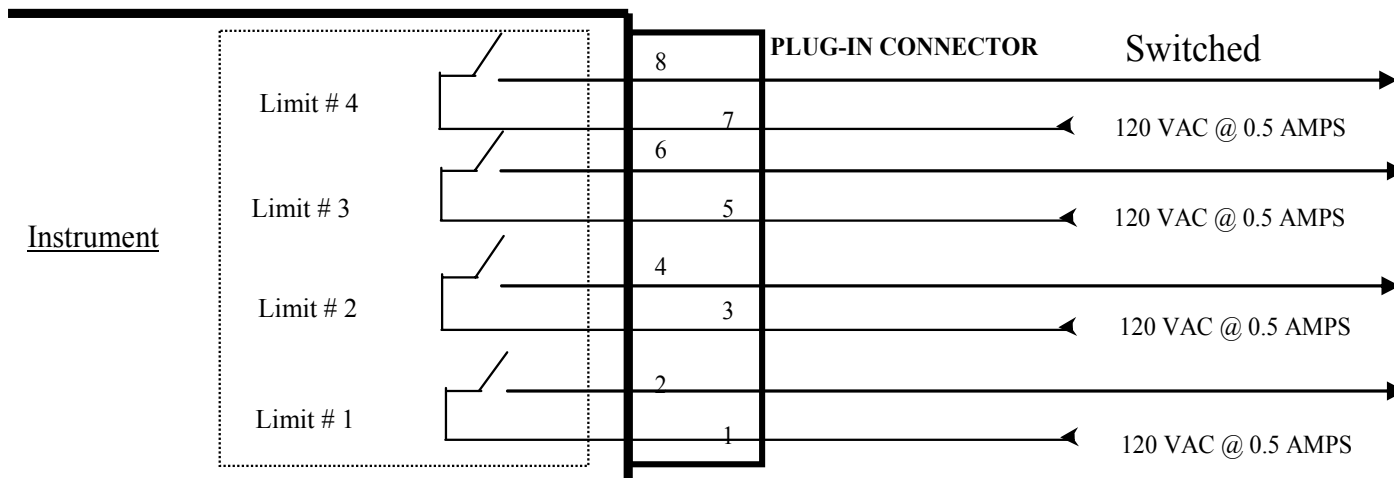 PLUG-IN CONNECTOR
Switched
8
Limit # 4
7
120 VAC @ 0.5 AMPS
6
Limit # 3
5
120 VAC @ 0.5 AMPS
Instrument
4
Limit # 2
3
120 VAC @ 0.5 AMPS
2
Limit # 1
1
120 VAC @ 0.5 AMPS